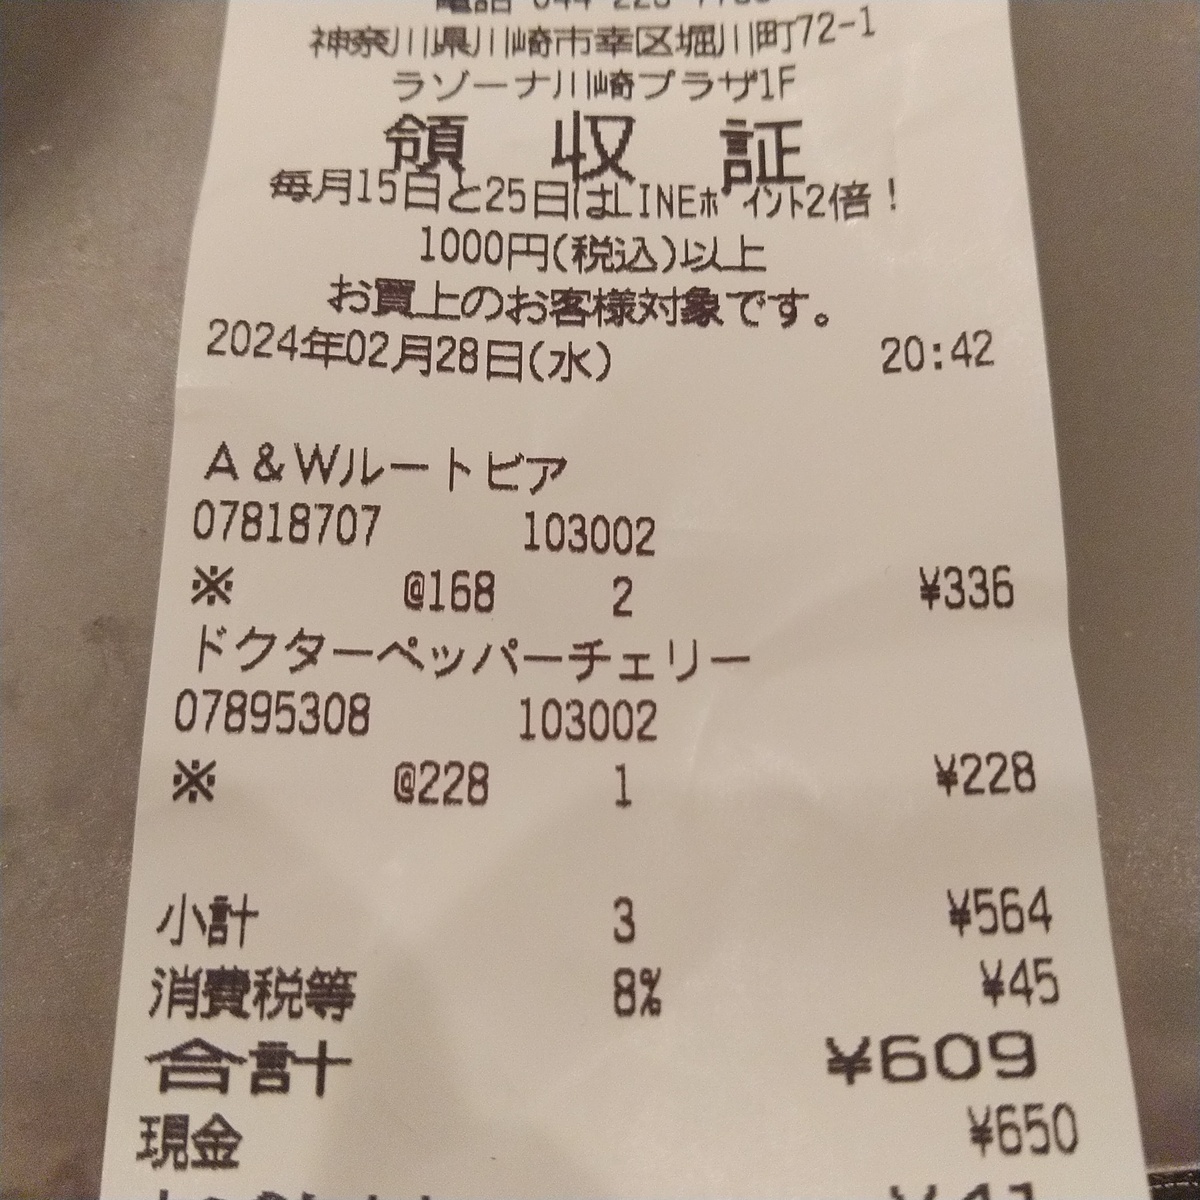 神奈川県川崎市幸区堀川町72-1
ラゾーナ川崎プラザ1F
領 収 証
毎月15日と25日はLINEポイント2倍!
1000円(税込)以上
お買上のお客様対象です。
2024年02月28日(水) 20:42
A&Wルートビア
07818707 103002
※ @168 2 ¥336
ドクターペッパーチェリー
07895308 103002
※ @228 1 ¥228
小計 3 ¥564
消費税等 8% ¥45
合計 ¥609
現金 ¥650